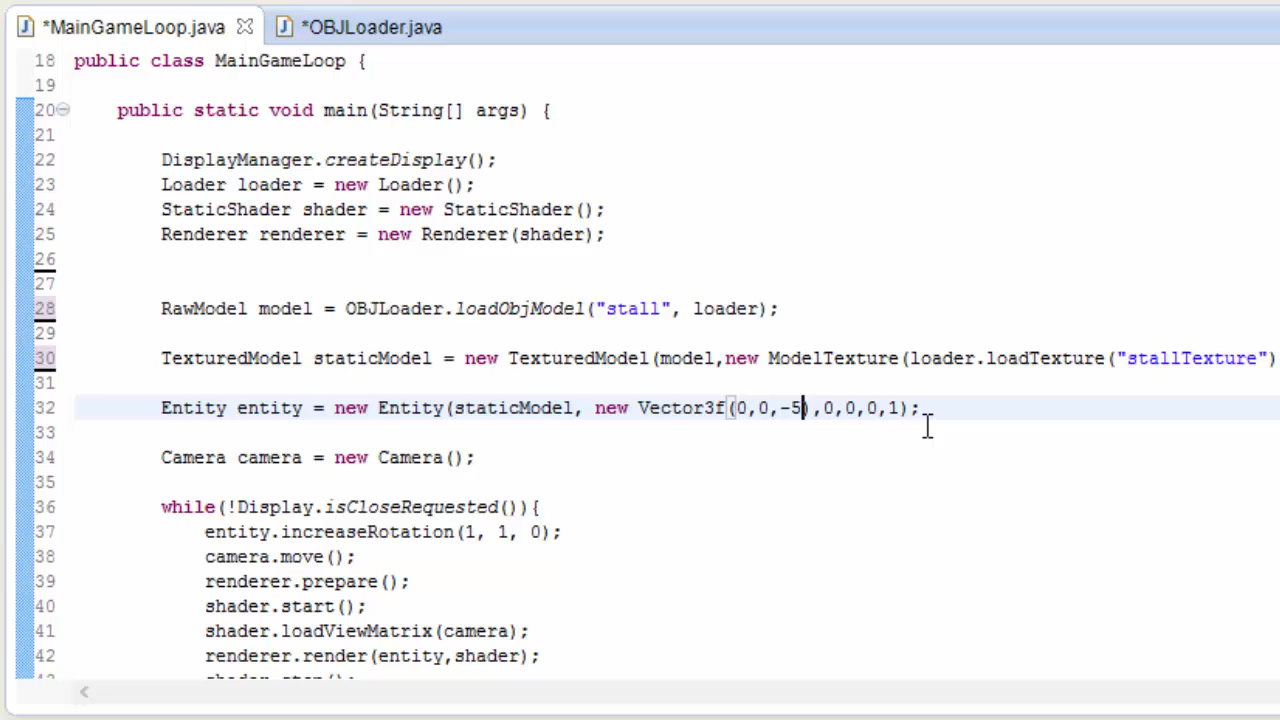 *MainGameLoop.java *OBJLoader.java
18 public class MainGameLoop {
19
20 public static void main(String[] args) {
21
22 DisplayManager.createDisplay();
23 Loader loader = new Loader();
24 StaticShader shader = new StaticShader();
25 Renderer renderer = new Renderer(shader);
26
27
28 RawModel model = OBJLoader.loadObjModel("stall", loader);
29
30 TexturedModel staticModel = new TexturedModel(model,new ModelTexture(loader.loadTexture("stallTexture")
31
32 Entity entity = new Entity(staticModel, new Vector3f(0,0,-5),0,0,0,1);
33
34 Camera camera = new Camera();
35
36 while(!Display.isCloseRequested()){
37 entity.increaseRotation(1, 1, 0);
38 camera.move();
39 renderer.prepare();
40 shader.start();
41 shader.loadViewMatrix(camera);
42 renderer.render(entity,shader);